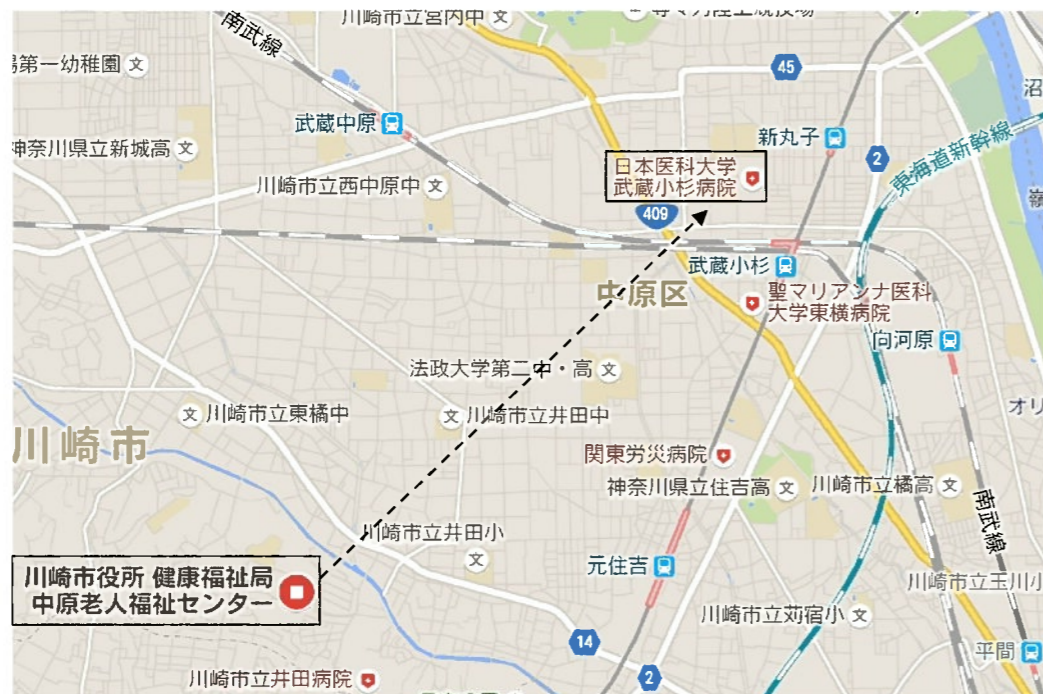 川崎市立宮内中
南武線
45
武蔵中原
新丸子
神奈川県立新城高
2
東海道新幹線
日本医科大学
武蔵小杉病院
川崎市立西中原中
409
武蔵小杉
中原区
聖マリアンナ医科
大学東横病院
向河原
法政大学第二中・高
川崎市立東橘中
川崎市立井田中
川崎市
関東労災病院
神奈川県立住吉高
川崎市立橘高
南武線
川崎市立井田小
元住吉
川崎市役所 健康福祉局
中原老人福祉センター
川崎市立玉川小
川崎市立苅宿小
14
平間
2
川崎市立井田病院